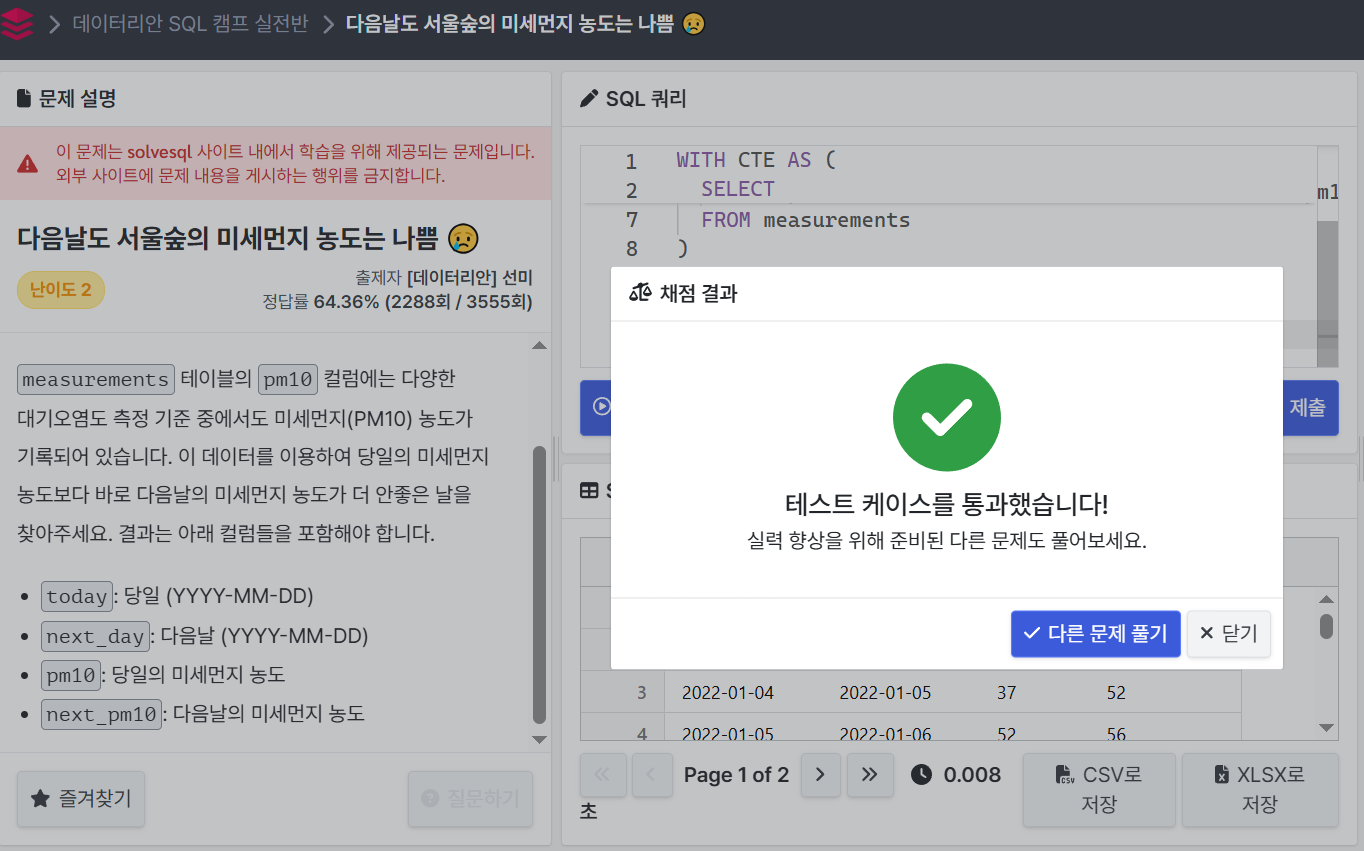 데이터리안 SQL 캠프 실전반 > 다음날도 서울숲의 미세먼지 농도는 나쁨 😢
문제 설명
이 문제는 solvesql 사이트 내에서 학습을 위해 제공되는 문제입니다.
외부 사이트에 문제 내용을 게시하는 행위를 금지합니다.
다음날도 서울숲의 미세먼지 농도는 나쁨 😢
난이도 2
출제자 [데이터리안] 선미
정답률 64.36% (2288회 / 3555회)
measurements 테이블의 pm10 컬럼에는 다양한
대기오염도 측정 기준 중에서도 미세먼지(PM10) 농도가
기록되어 있습니다. 이 데이터를 이용하여 당일의 미세먼지
농도보다 바로 다음날의 미세먼지 농도가 더 안좋은 날을
찾아주세요. 결과는 아래 컬럼들을 포함해야 합니다.
• today: 당일 (YYYY-MM-DD)
• next_day: 다음날 (YYYY-MM-DD)
• pm10: 당일의 미세먼지 농도
• next_pm10: 다음날의 미세먼지 농도
즐겨찾기
질문하기
SQL 쿼리
1 WITH CTE AS (
2 SELECT
m1
7 FROM measurements
8 )
제출
채점 결과
테스트 케이스를 통과했습니다!
실력 향상을 위해 준비된 다른 문제도 풀어보세요.
다른 문제 풀기
닫기
3 2022-01-04 2022-01-05 37 52
4 2022-01-05 2022-01-06 52 56
Page 1 of 2
0.008
초
CSV로
저장
XLSX로
저장